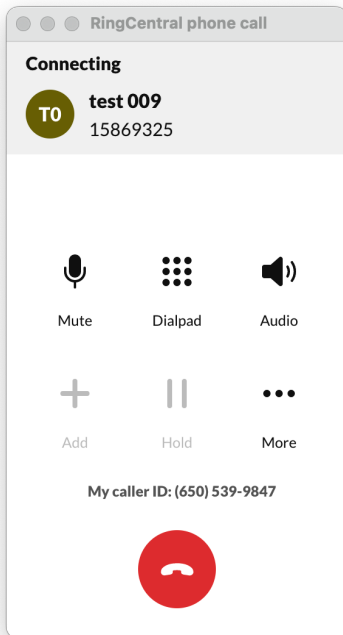 RingCentral phone call
Connecting
T0
test 009
15869325
Mute Dialpad Audio
Add Hold More
My caller ID: (650) 539-9847